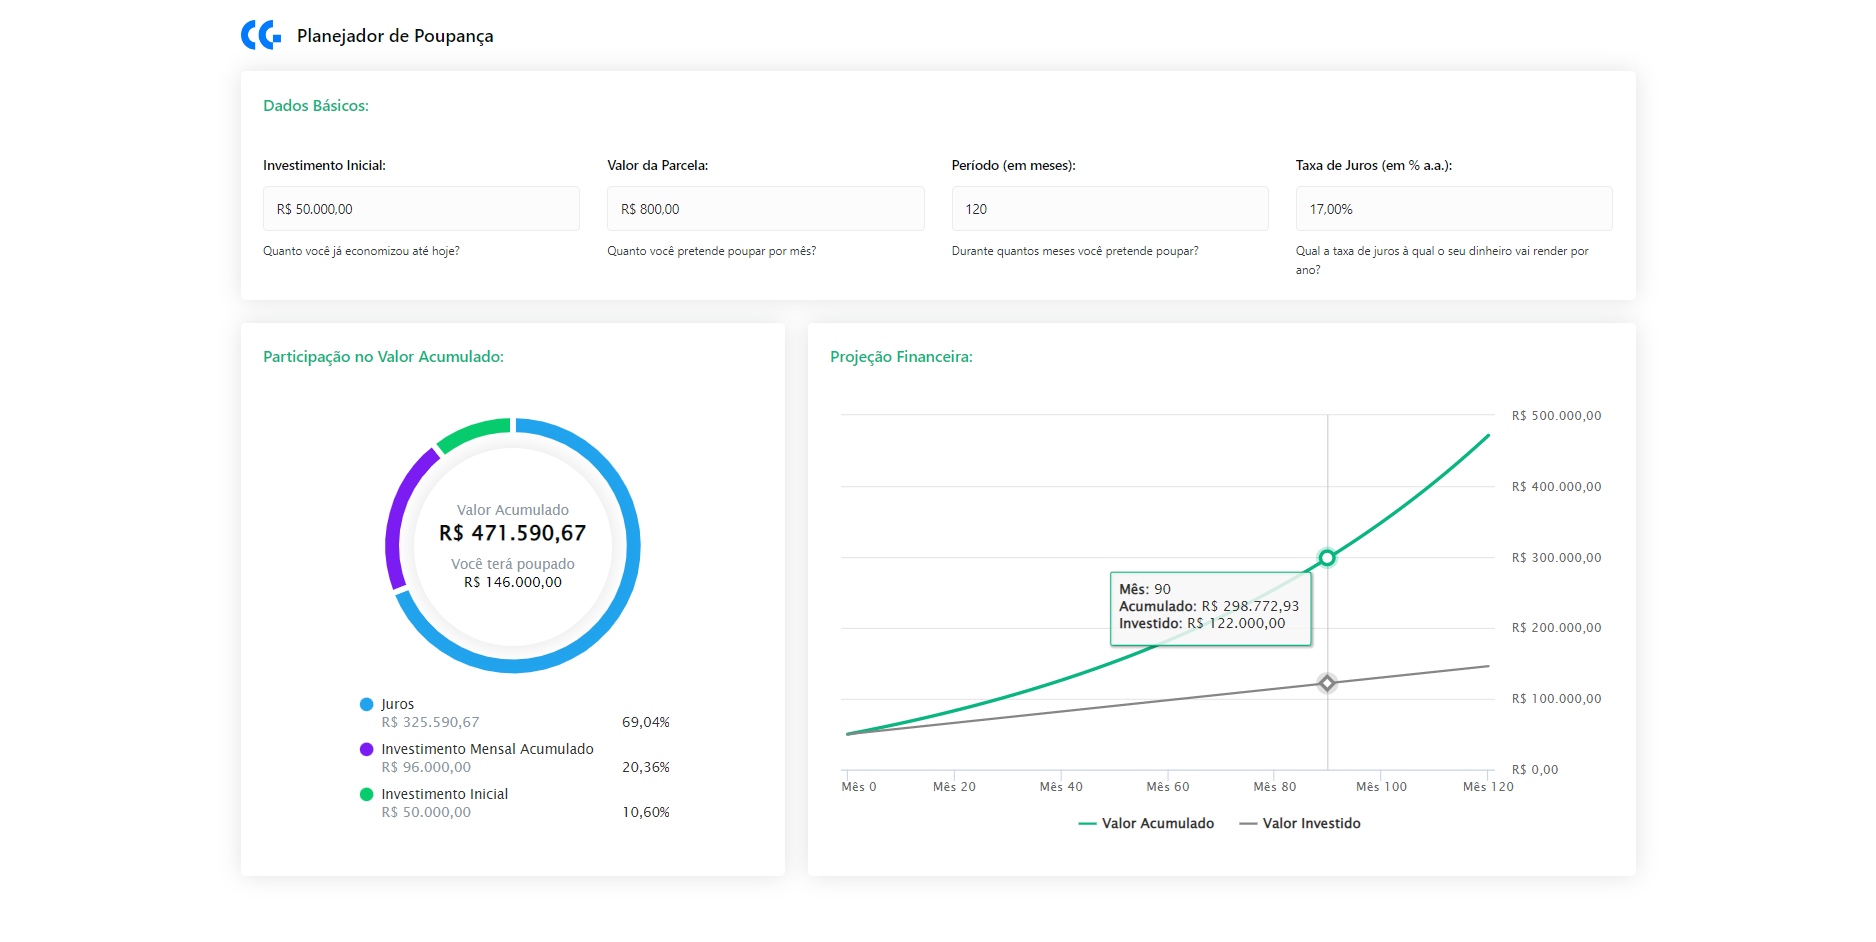 Planejador de Poupança
Dados Básicos:
Investimento Inicial:
R$ 50.000,00
Quanto você já economizou até hoje?
Valor da Parcela:
R$ 800,00
Quanto você pretende poupar por mês?
Período (em meses):
120
Durante quantos meses você pretende poupar?
Taxa de Juros (em % a.a.):
17,00%
Qual a taxa de juros à qual o seu dinheiro vai render por
ano?
Participação no Valor Acumulado:
Valor Acumulado
R$ 471.590,67
Você terá poupado
R$ 146.000,00
Juros
R$ 325.590,67 69,04%
Investimento Mensal Acumulado
R$ 96.000,00 20,36%
Investimento Inicial
R$ 50.000,00 10,60%
Projeção Financeira:
R$ 500.000,00
R$ 400.000,00
R$ 300.000,00
R$ 200.000,00
R$ 100.000,00
R$ 0,00
Mês: 90
Acumulado: R$ 298.772,93
Investido: R$ 122.000,00
Mês 0 Mês 20 Mês 40 Mês 60 Mês 80 Mês 100 Mês 120
Valor Acumulado Valor Investido